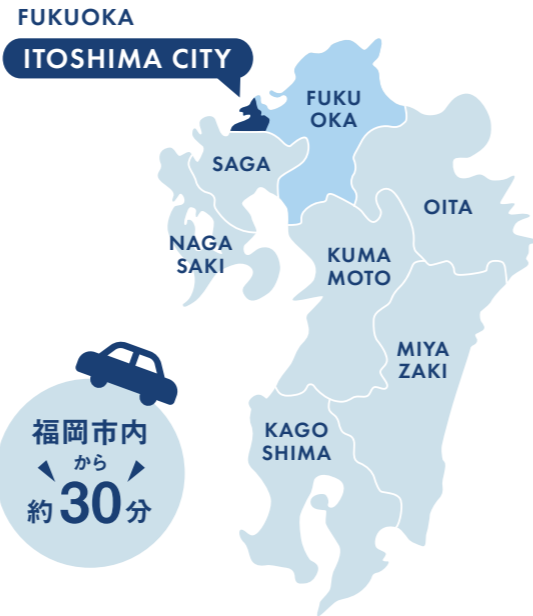 FUKUOKA
ITOSHIMA CITY
FUKU
OKA
SAGA
OITA
NAGA
SAKI
KUMA
MOTO
MIYA
ZAKI
KAGO
SHIMA
福岡市内
から
約30分